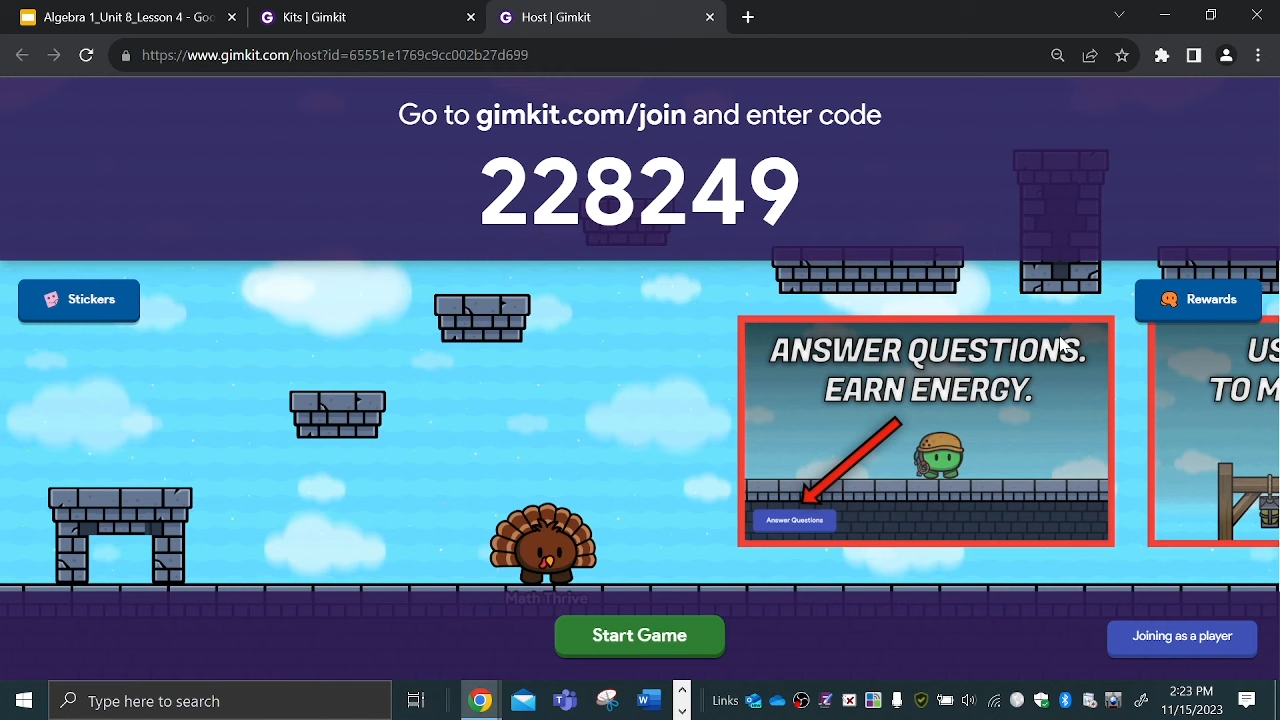 Algebra 1_Unit 8_Lesson 4 - Goo
Kits | Gimkit
Host | Gimkit
https://www.gimkit.com/host?id=65551e1769c9cc002b27d699
Go to gimkit.com/join and enter code
228249
Stickers
Rewards
ANSWER QUESTIONS.
EARN ENERGY.
Answer Questions
US
TO M
Math Thrive
Start Game
Joining as a player
Type here to search
Links
2:33 PM
11/15/2023